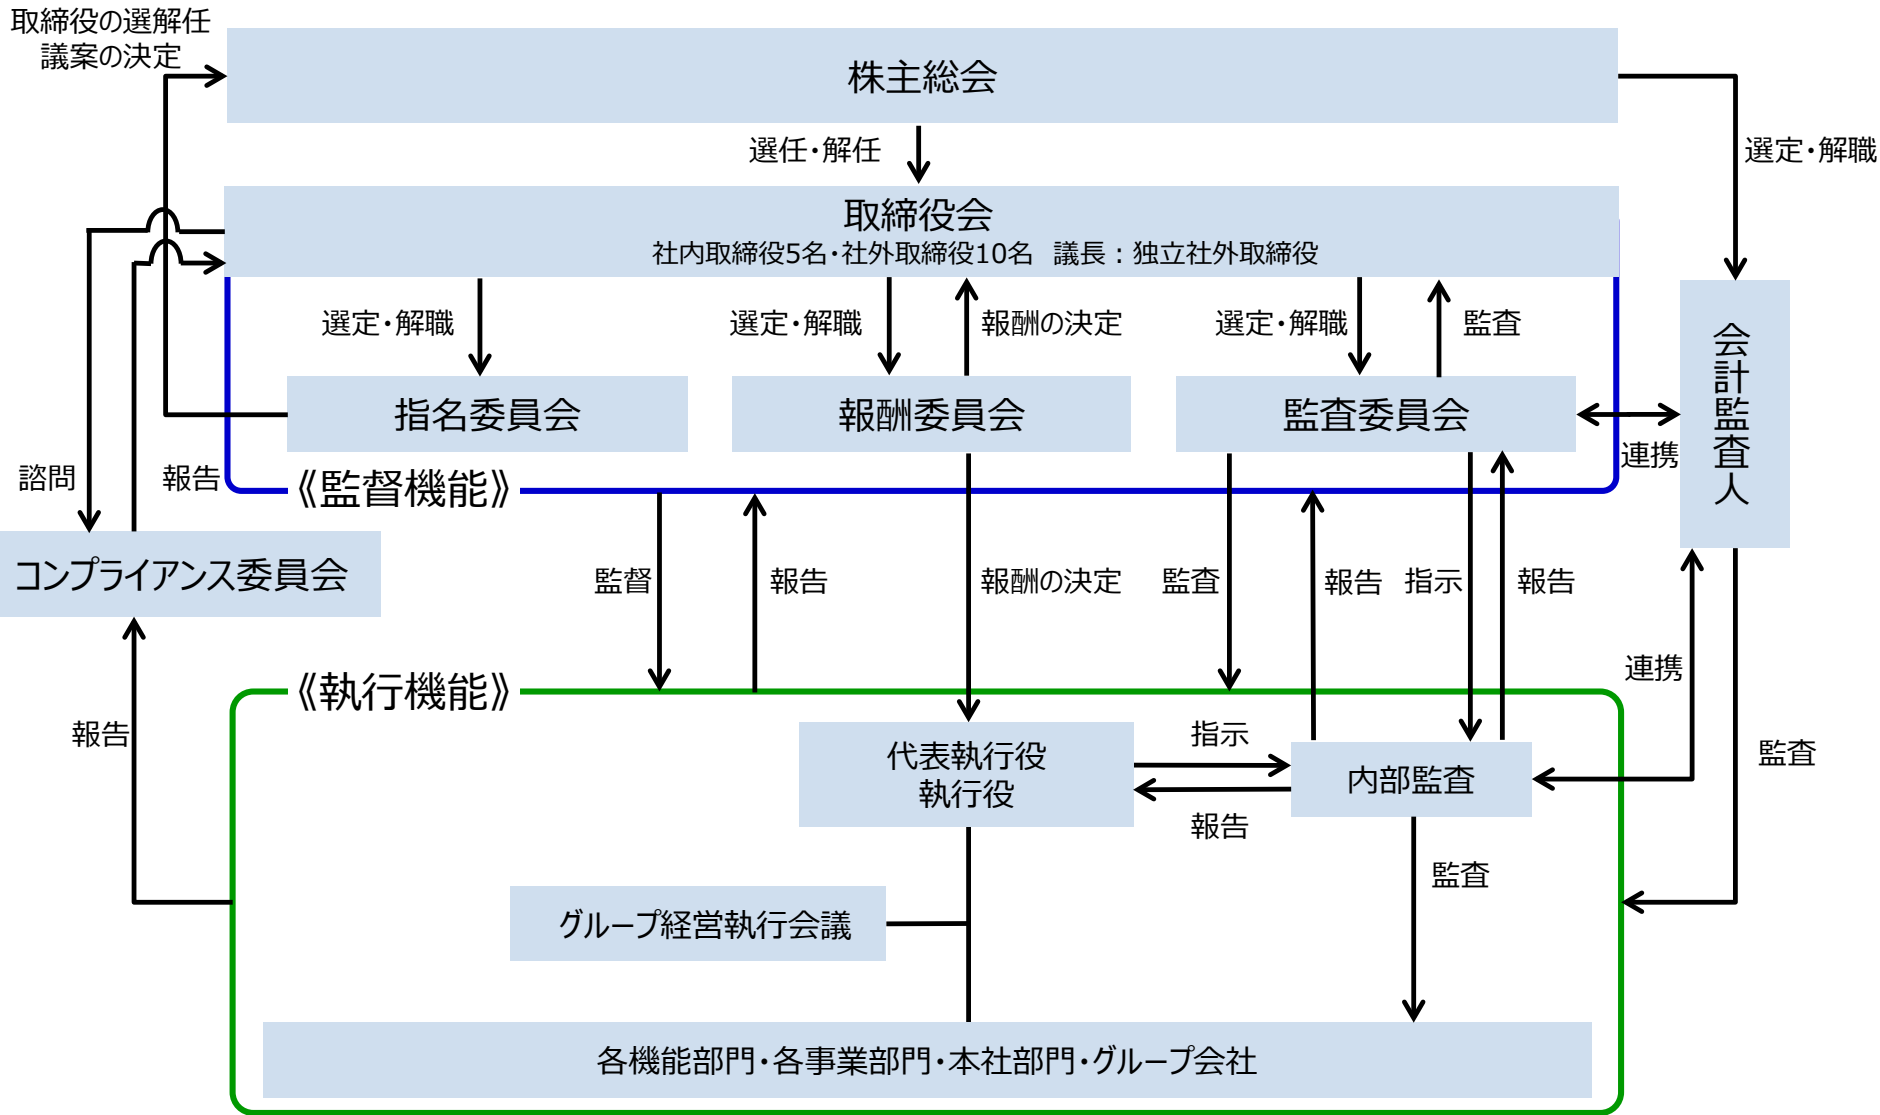 取締役の選解任
議案の決定
株主総会
選任・解任
選定・解職
取締役会
社内取締役5名・社外取締役10名　議長：独立社外取締役
選定・解職
選定・解職
報酬の決定
選定・解職
監査
会計監査人
指名委員会
報酬委員会
監査委員会
連携
諮問
報告
《監督機能》
コンプライアンス委員会
監督
報告
報酬の決定
監査
報告
指示
報告
連携
《執行機能》
報告
代表執行役
執行役
指示
報告
内部監査
監査
監査
グループ経営執行会議
各機能部門・各事業部門・本社部門・グループ会社